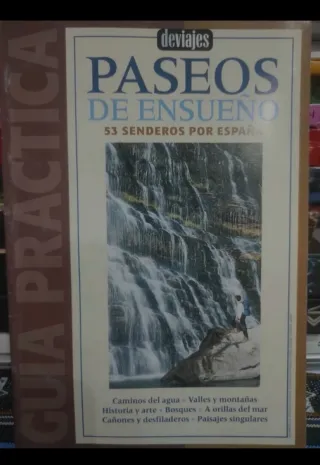 deviajes
PASEOS
DE ENSUEÑO
53 SENDEROS POR ESPAÑA
GUÍA PRÁCTICA
Caminos del agua - Valles y montañas
Historia y arte - Bosques - A orillas del mar
Cañones y desfiladeros - Paisajes singulares